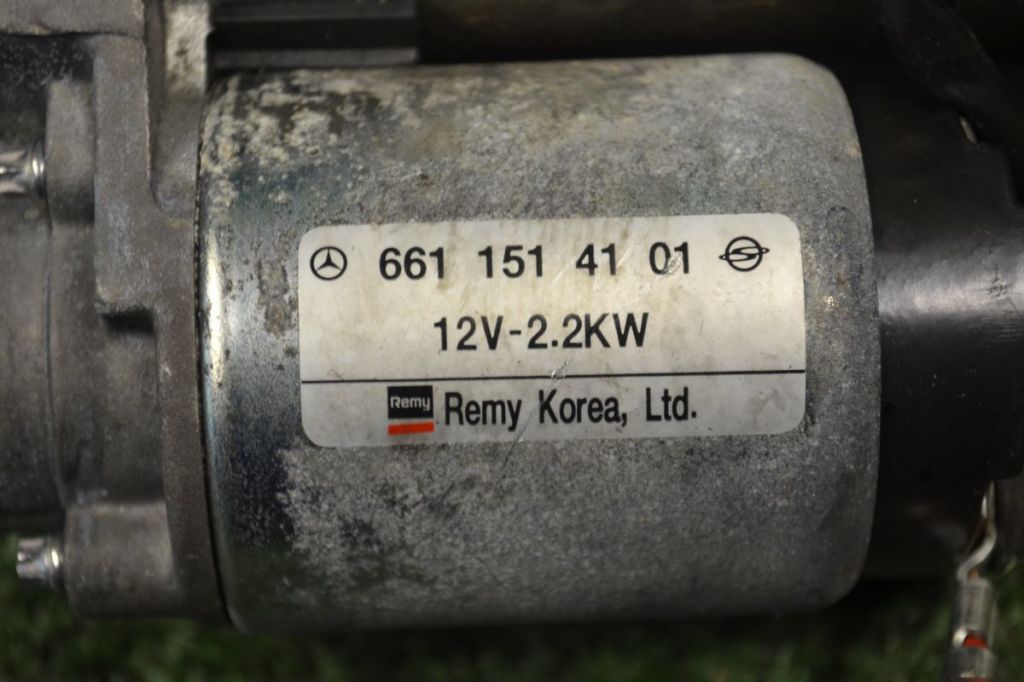 661 151 41 01
12V-2.2KW
Remy Remy Korea, Ltd.